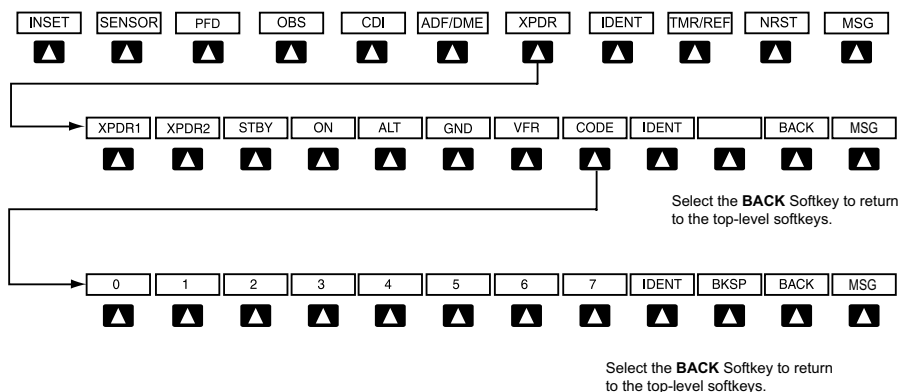 INSET SENSOR PFD OBS CDI ADF/DME XPDR IDENT TMR/REF NRST MSG
XPDR1 XPDR2 STBY ON ALT GND VFR CODE IDENT BACK MSG
Select the BACK Softkey to return
to the top-level softkeys.
0 1 2 3 4 5 6 7 IDENT BKSP BACK MSG
Select the BACK Softkey to return
to the top-level softkeys.